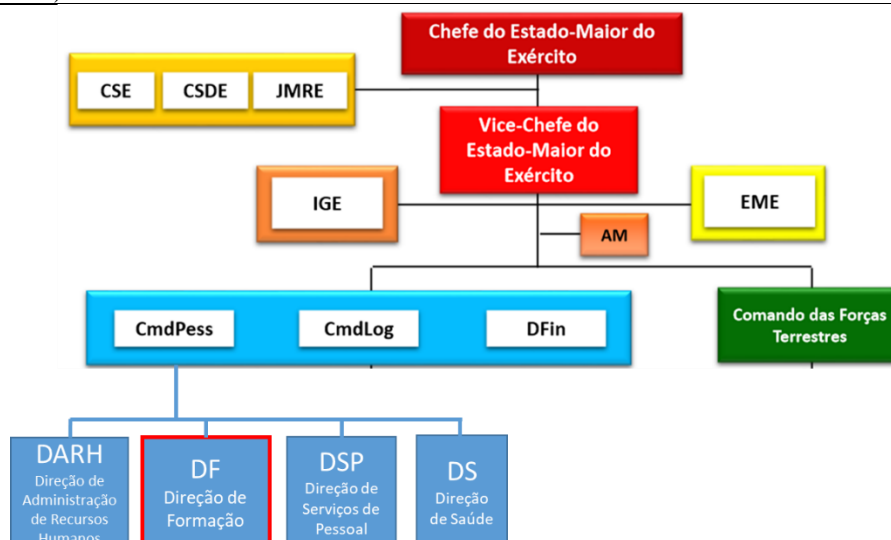 Chefe do Estado-Maior do
Exército
CSE
CSDE
JMRE
Vice-Chefe do
Estado-Maior do
Exército
IGE
EME
AM
CmdPess
CmdLog
DFin
Comando das Forças
Terrestres
DARH
Direção de
Administração
de Recursos
Humanos
DF
Direção de
Formação
DSP
Direção de
Serviços de
Pessoal
DS
Direção
de Saúde